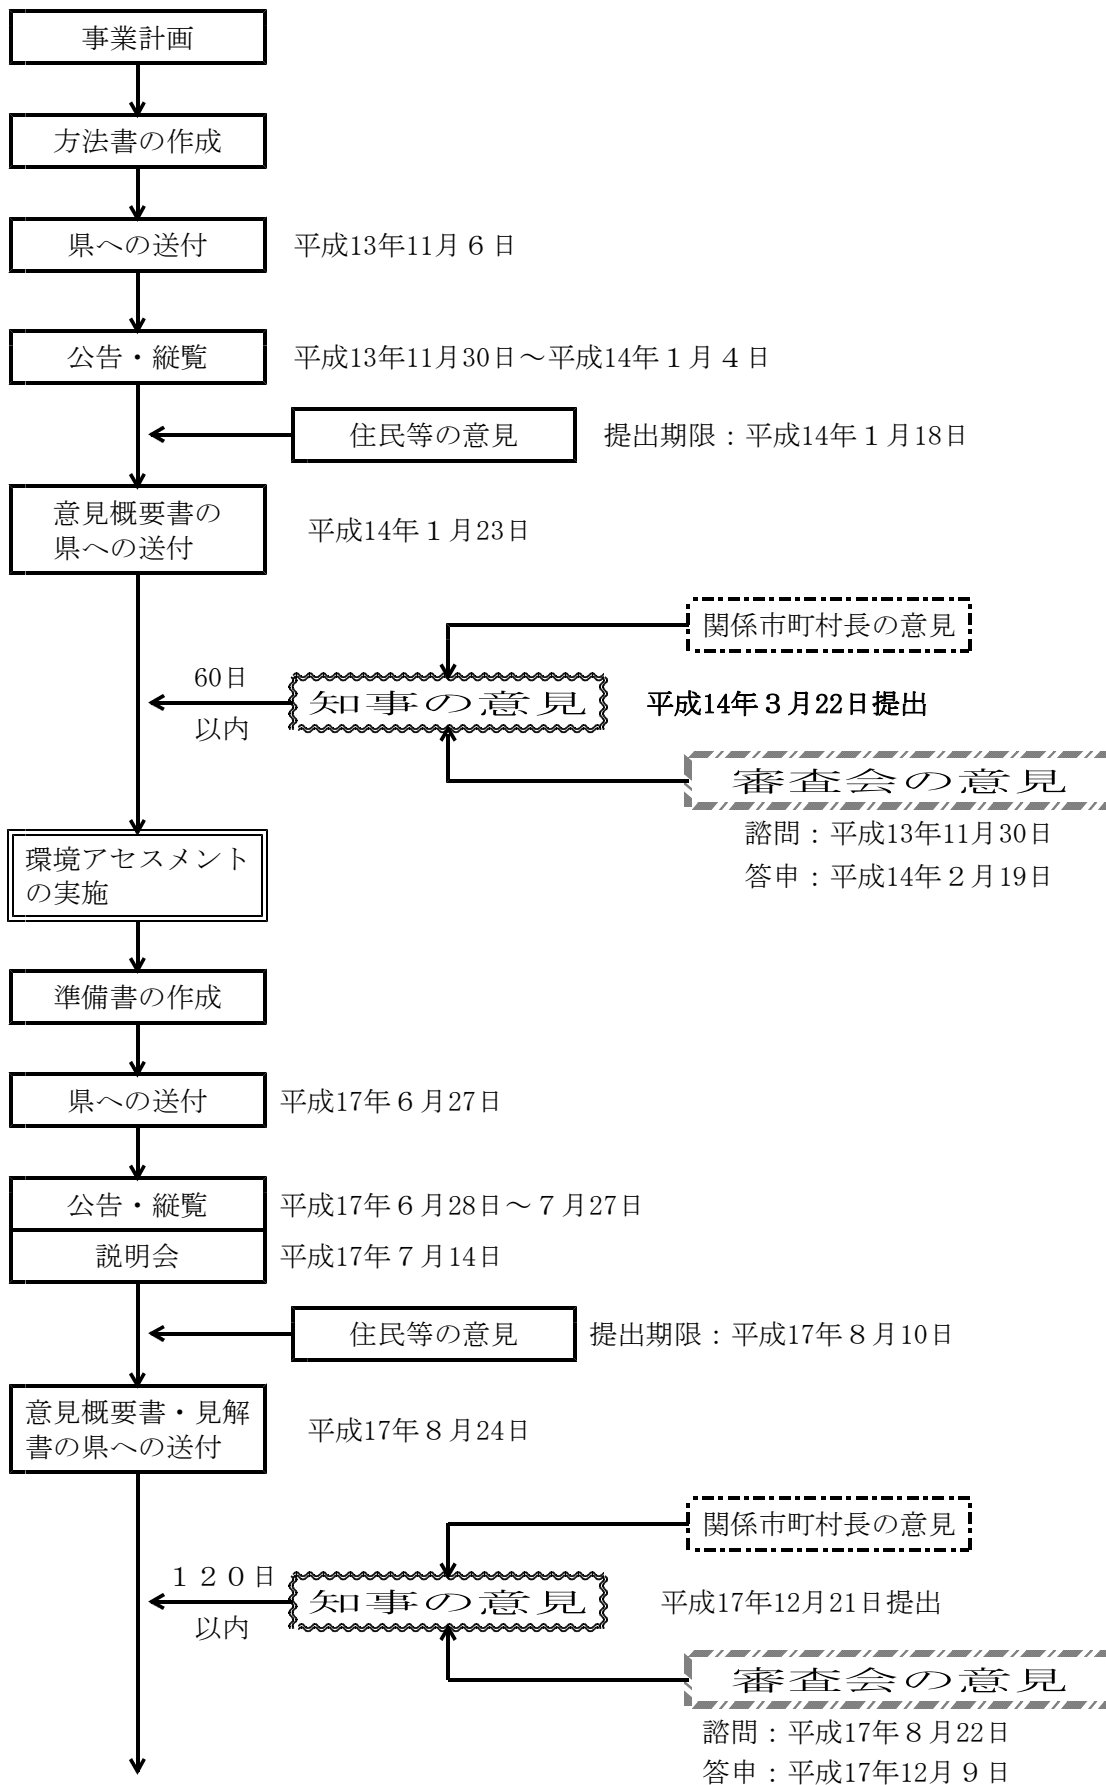 事業計画
方法書の作成
県への送付
平成13年11月６日
公告・縦覧
平成13年11月30日～平成14年１月４日
住民等の意見
提出期限：平成14年１月18日
意見概要書の
県への送付
平成14年１月23日
関係市町村長の意見
60日
以内
知事の意見
平成14年３月22日提出
審査会の意見
諮問：平成13年11月30日
答申：平成14年２月19日
環境アセスメント
の実施
準備書の作成
県への送付
平成17年６月27日
公告・縦覧
平成17年６月28日～７月27日
説明会
平成17年７月14日
住民等の意見
提出期限：平成17年８月10日
意見概要書・見解
書の県への送付
平成17年８月24日
関係市町村長の意見
１２０日
以内
知事の意見
平成17年12月21日提出
審査会の意見
諮問：平成17年８月22日
答申：平成17年12月９日